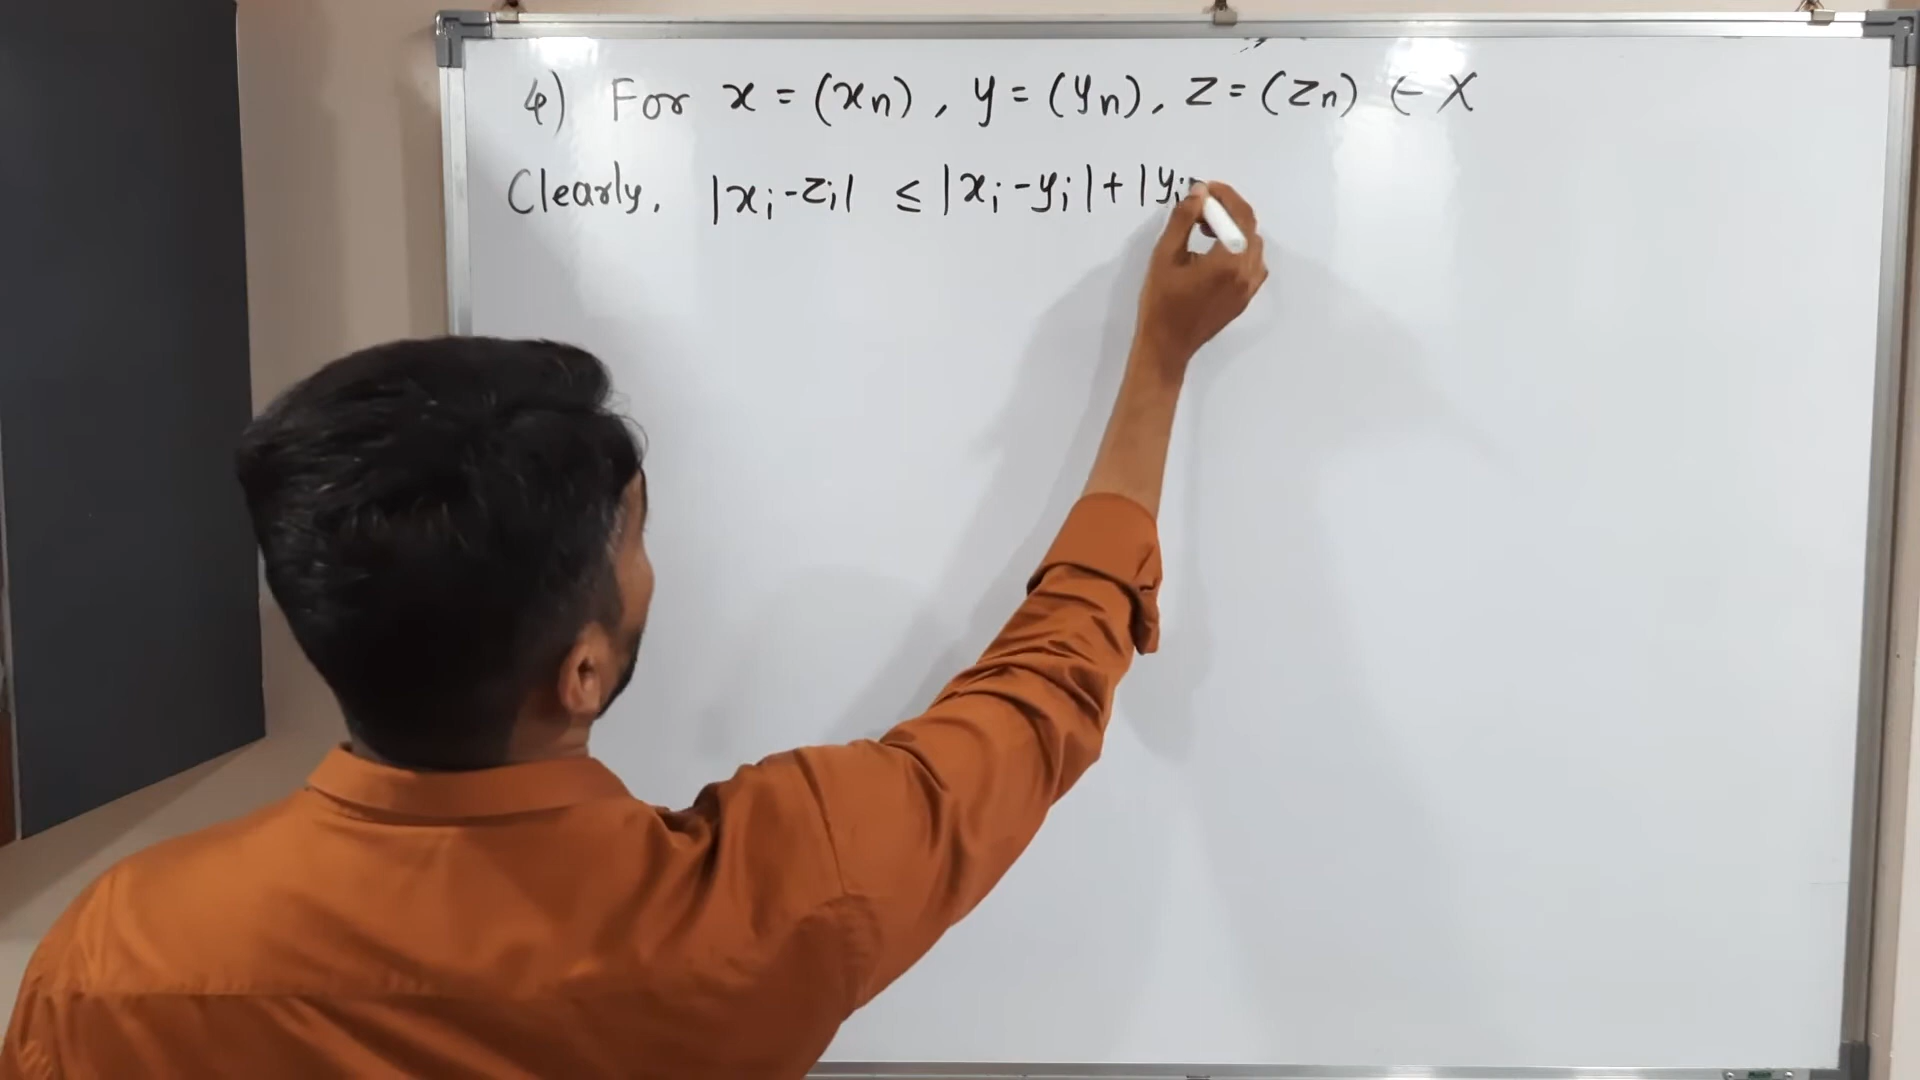 4) For x = (xn), y = (yn), z = (zn) ∈ X
Clearly, |xi - zi| ≤ |xi - yi| + |yi -